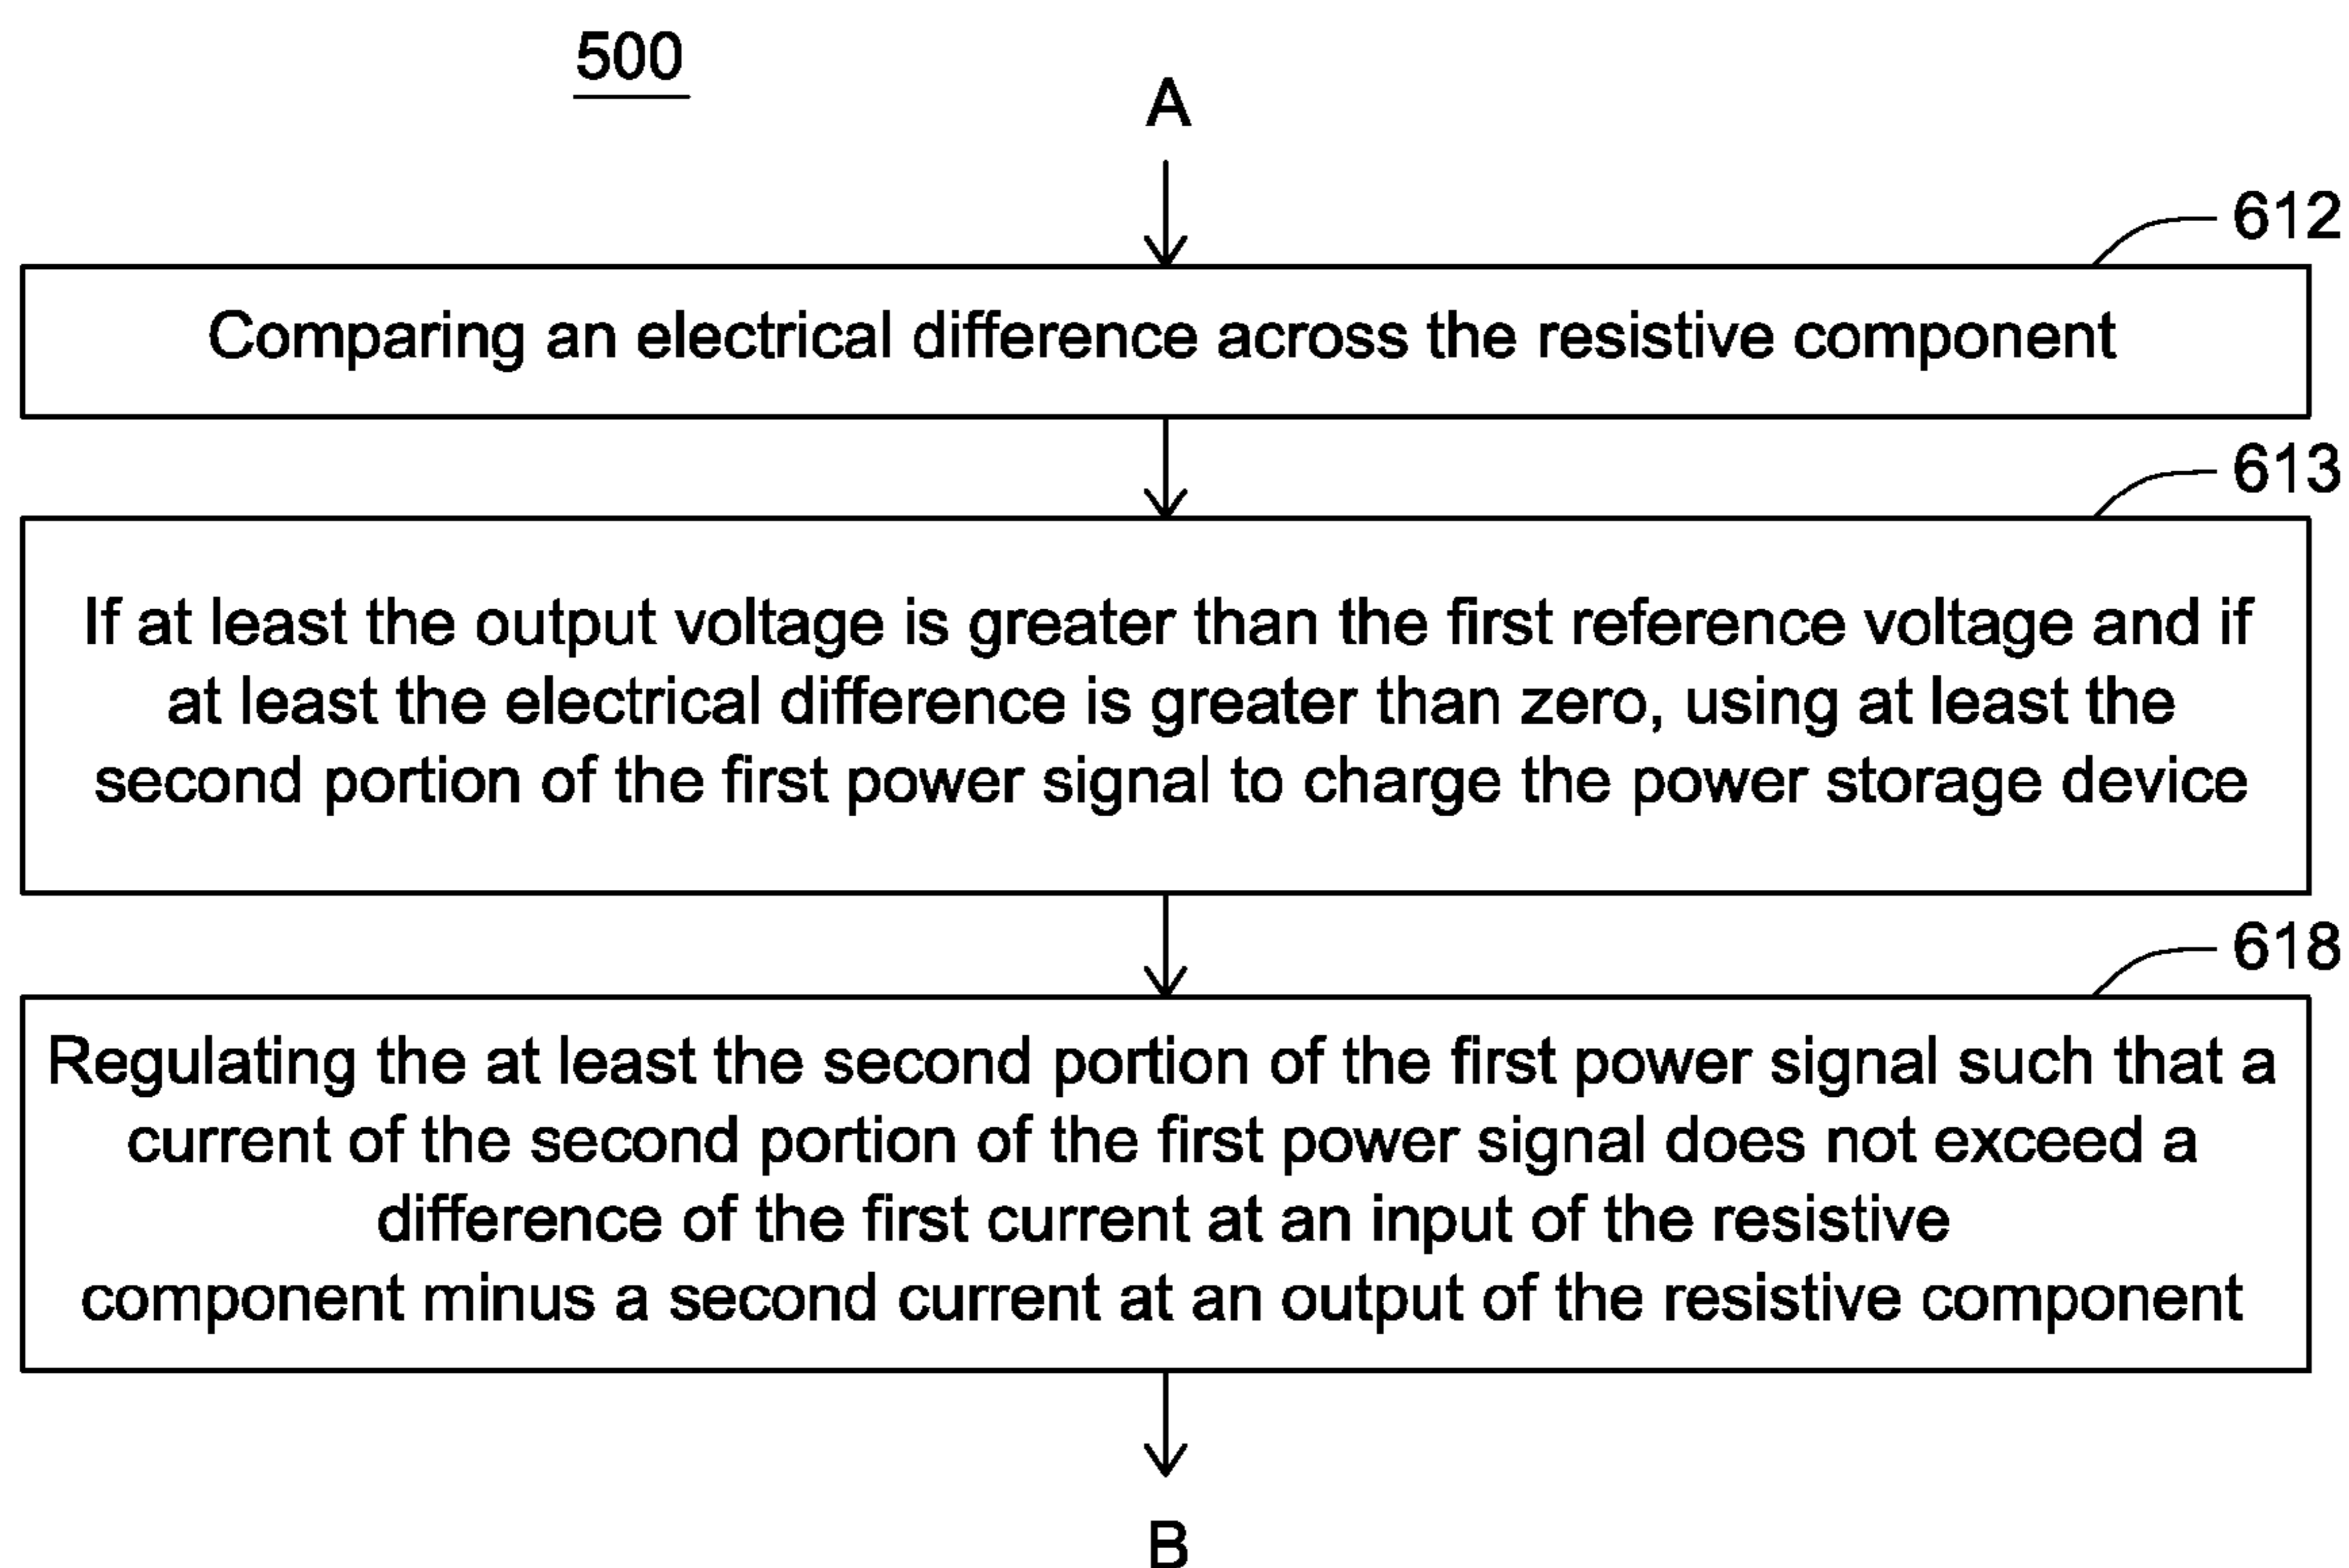 500
A
612
Comparing an electrical difference across the resistive component
613
If at least the output voltage is greater than the first reference voltage and if
at least the electrical difference is greater than zero, using at least the
second portion of the first power signal to charge the power storage device
618
Regulating the at least the second portion of the first power signal such that a
current of the second portion of the first power signal does not exceed a
difference of the first current at an input of the resistive
component minus a second current at an output of the resistive component
B